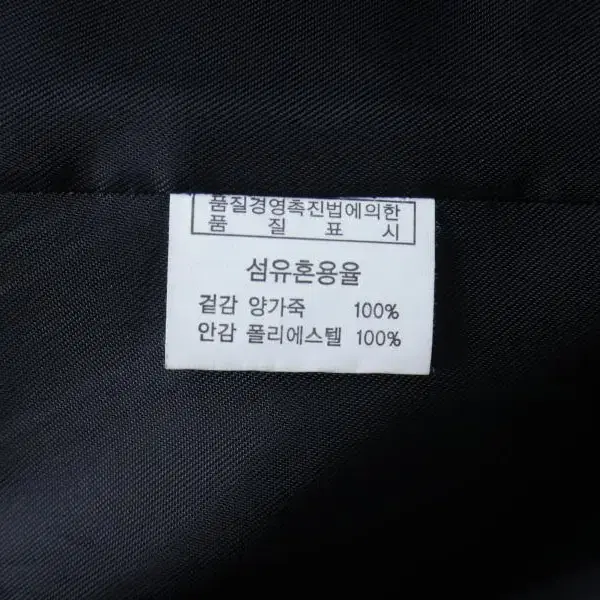 품질경영촉진법에의한
품 질 표 시
섬유혼용율
겉감 양가죽 100%
안감 폴리에스텔 100%